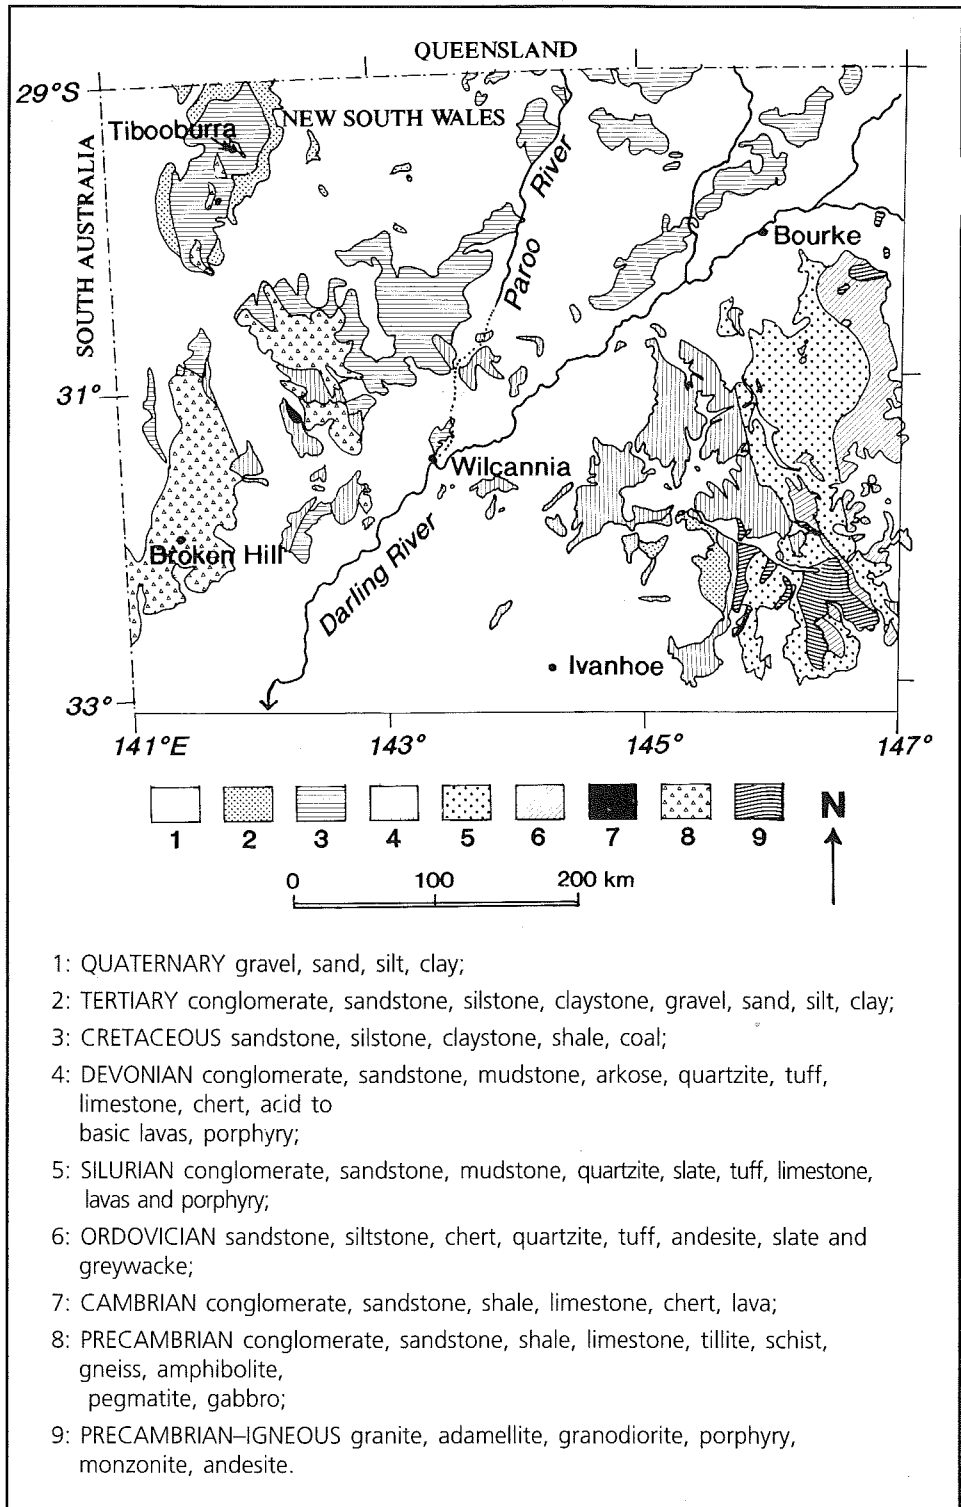 QUEENSLAND
29°S
NEW SOUTH WALES
Tibooburra
SOUTH AUSTRALIA
Paroo River
Bourke
31°
Wilcannia
Broken Hill
Darling River
Ivanhoe
33°
141°E 143° 145° 147°
1 2 3 4 5 6 7 8 9
N
0 100 200 km
1: QUATERNARY gravel, sand, silt, clay;
2: TERTIARY conglomerate, sandstone, silstone, claystone, gravel, sand, silt, clay;
3: CRETACEOUS sandstone, silstone, claystone, shale, coal;
4: DEVONIAN conglomerate, sandstone, mudstone, arkose, quartzite, tuff,
limestone, chert, acid to
basic lavas, porphyry;
5: SILURIAN conglomerate, sandstone, mudstone, quartzite, slate, tuff, limestone,
lavas and porphyry;
6: ORDOVICIAN sandstone, siltstone, chert, quartzite, tuff, andesite, slate and
greywacke;
7: CAMBRIAN conglomerate, sandstone, shale, limestone, chert, lava;
8: PRECAMBRIAN conglomerate, sandstone, shale, limestone, tillite, schist,
gneiss, amphibolite,
pegmatite, gabbro;
9: PRECAMBRIAN–IGNEOUS granite, adamellite, granodiorite, porphyry,
monzonite, andesite.